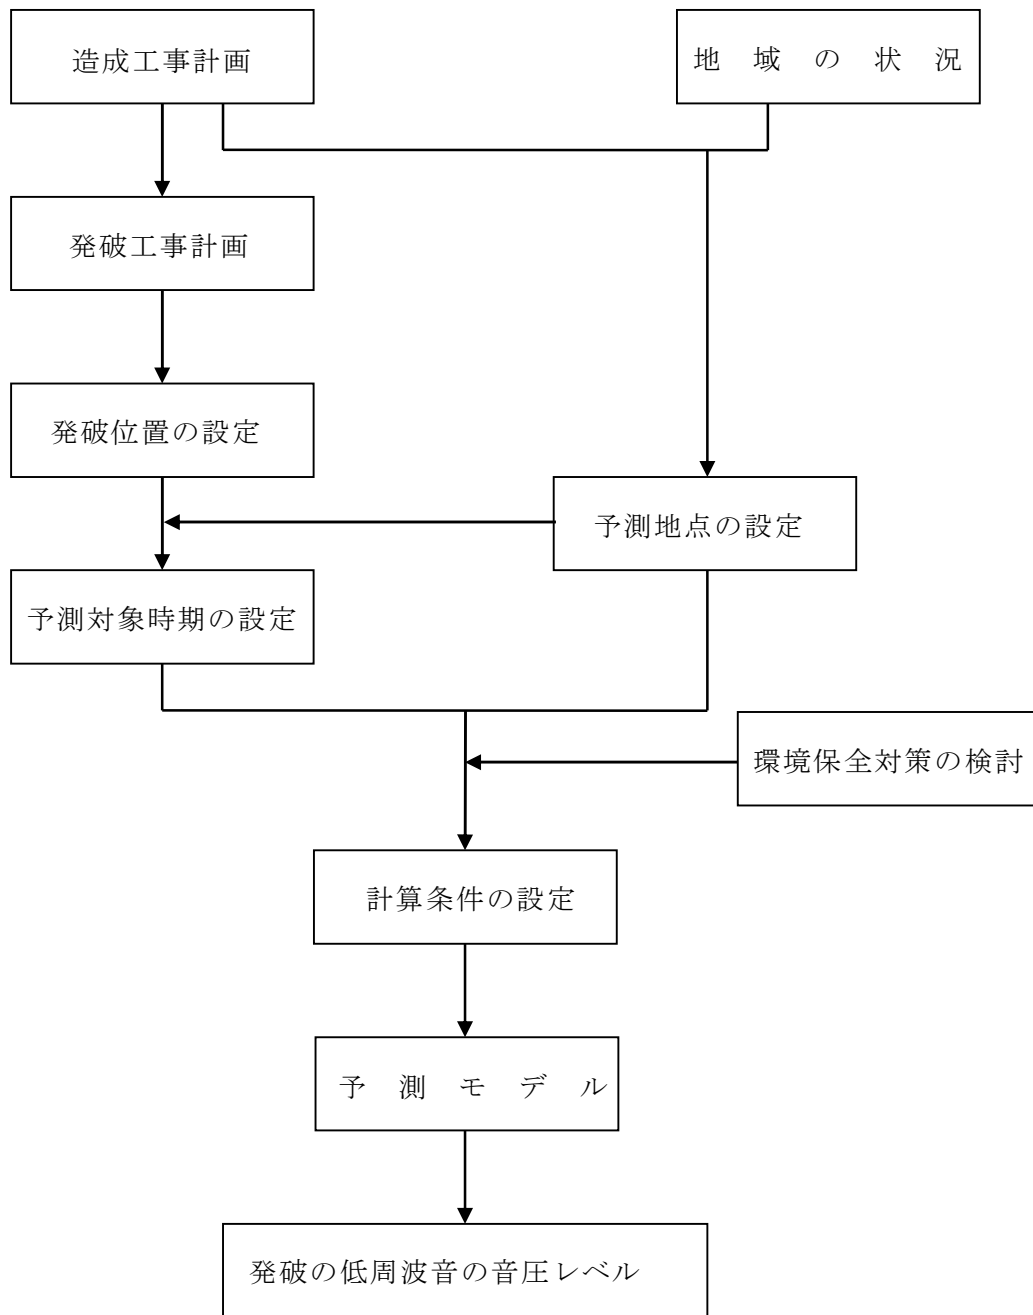 造成工事計画
地域の状況
発破工事計画
発破位置の設定
予測地点の設定
予測対象時期の設定
環境保全対策の検討
計算条件の設定
予測モデル
発破の低周波音の音圧レベル